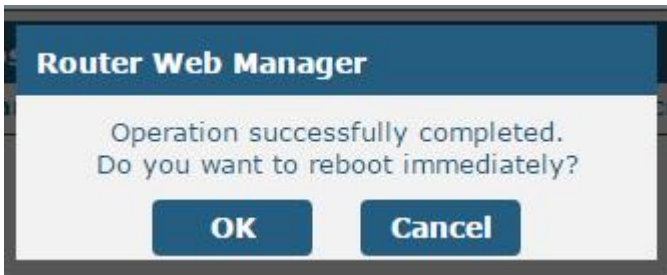 Router Web Manager
Operation successfully completed.
Do you want to reboot immediately?
OK
Cancel